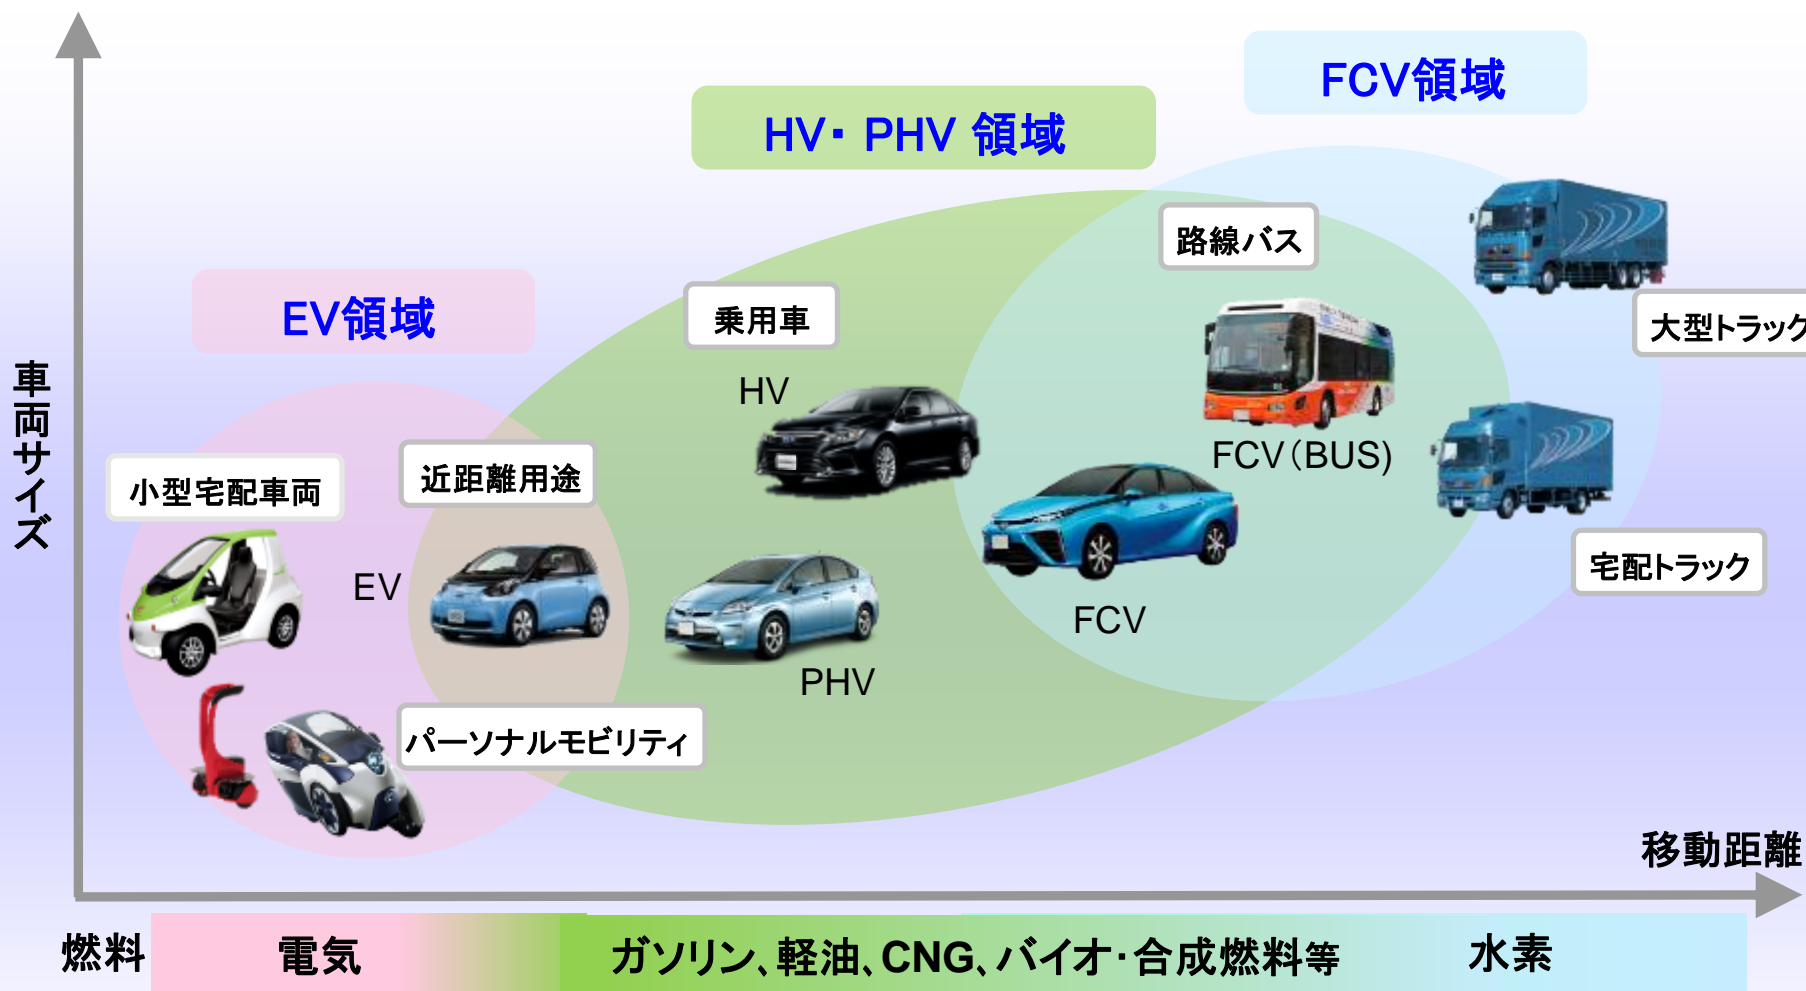 FCV領域
HV・ PHV 領域
路線バス
EV領域
乗用車
大型トラック
車両サイズ
HV
小型宅配車両
近距離用途
FCV(BUS)
EV
宅配トラック
FCV
PHV
パーソナルモビリティ
移動距離
燃料
電気
ガソリン、軽油、CNG、バイオ・合成燃料等
水素